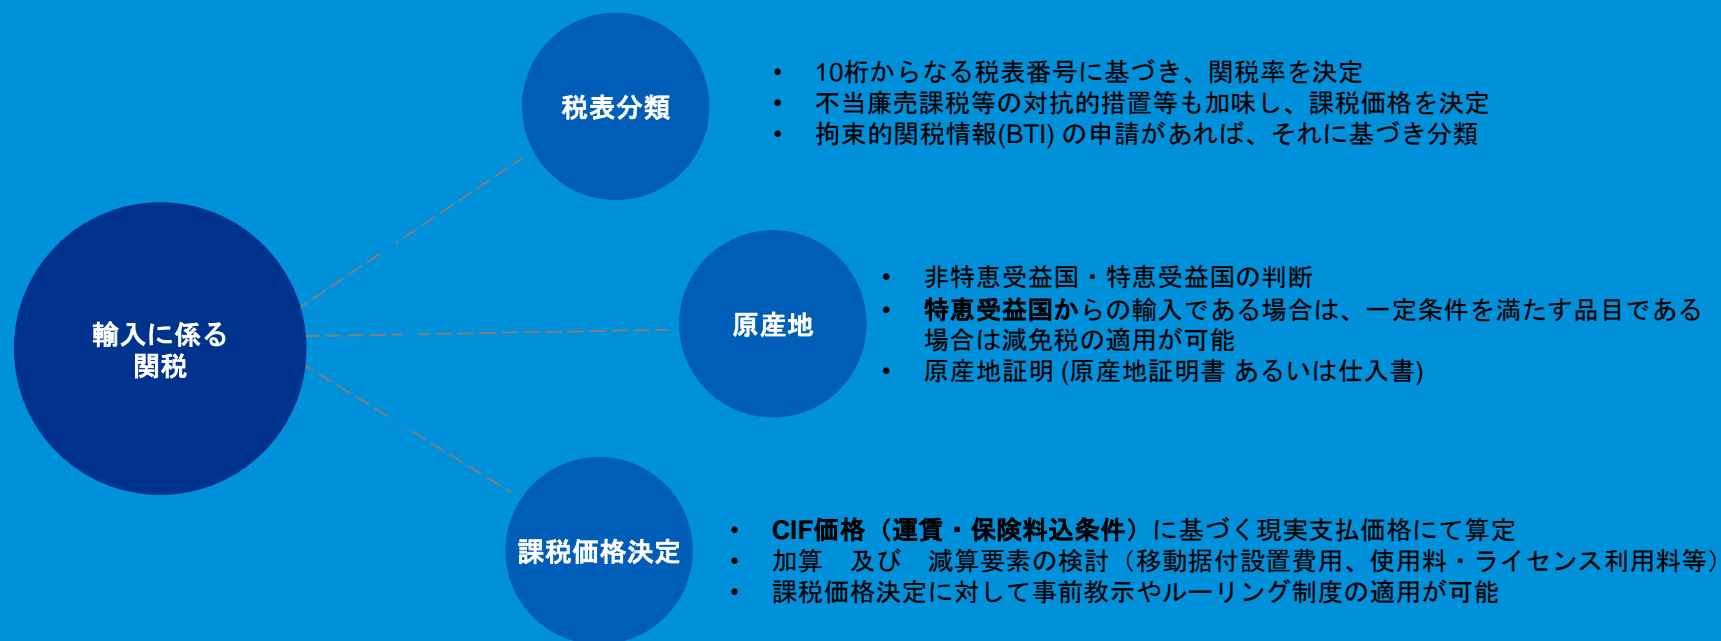 税表分類
• 10桁からなる税表番号に基づき、関税率を決定
• 不当廉売課税等の対抗的措置等も加味し、課税価格を決定
• 拘束的関税情報(BTI) の申請があれば、それに基づき分類
輸入に係る
関税
原産地
• 非特恵受益国・特恵受益国の判断
• 特恵受益国からの輸入である場合は、一定条件を満たす品目である
場合は減免税の適用が可能
• 原産地証明 (原産地証明書 あるいは仕入書)
課税価格決定
• CIF価格（運賃・保険料込条件）に基づく現実支払価格にて算定
• 加算　及び　減算要素の検討（移動据付設置費用、使用料・ライセンス利用料等）
• 課税価格決定に対して事前教示やルーリング制度の適用が可能